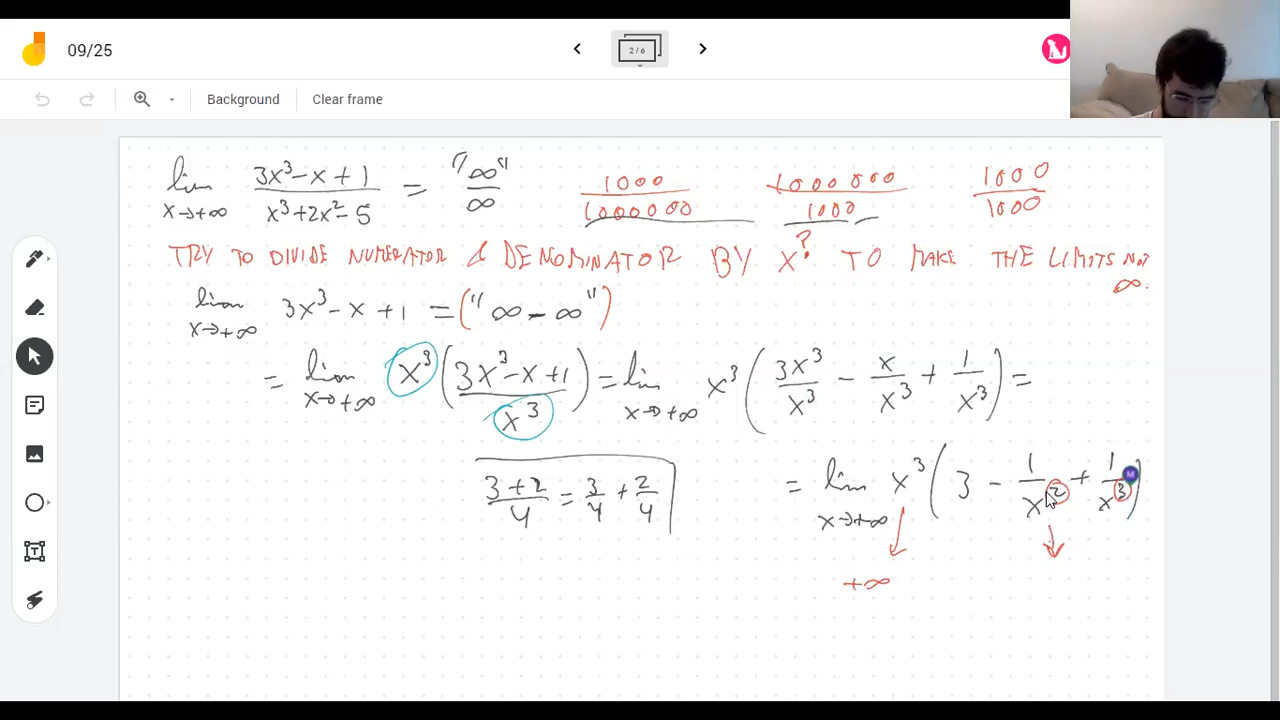 09/25
2/6
Background
Clear frame
lim x→+∞ (3x³ - x + 1)/(x³ + 2x² - 5) = "∞/∞"
1000/1000000
1000000/1000
1000/1000
TRY TO DIVIDE NUMERATOR & DENOMINATOR BY X? TO MAKE THE LIMITS NOT ∞.
lim x→+∞ 3x³ - x + 1 = ("∞ - ∞")
= lim x→+∞ x³ ((3x³ - x + 1)/x³) = lim x→+∞ x³ (3x³/x³ - x/x³ + 1/x³) =
(3+2)/4 = 3/4 + 2/4
= lim x→+∞ x³ (3 - 1/x² + 1/x³)
+∞